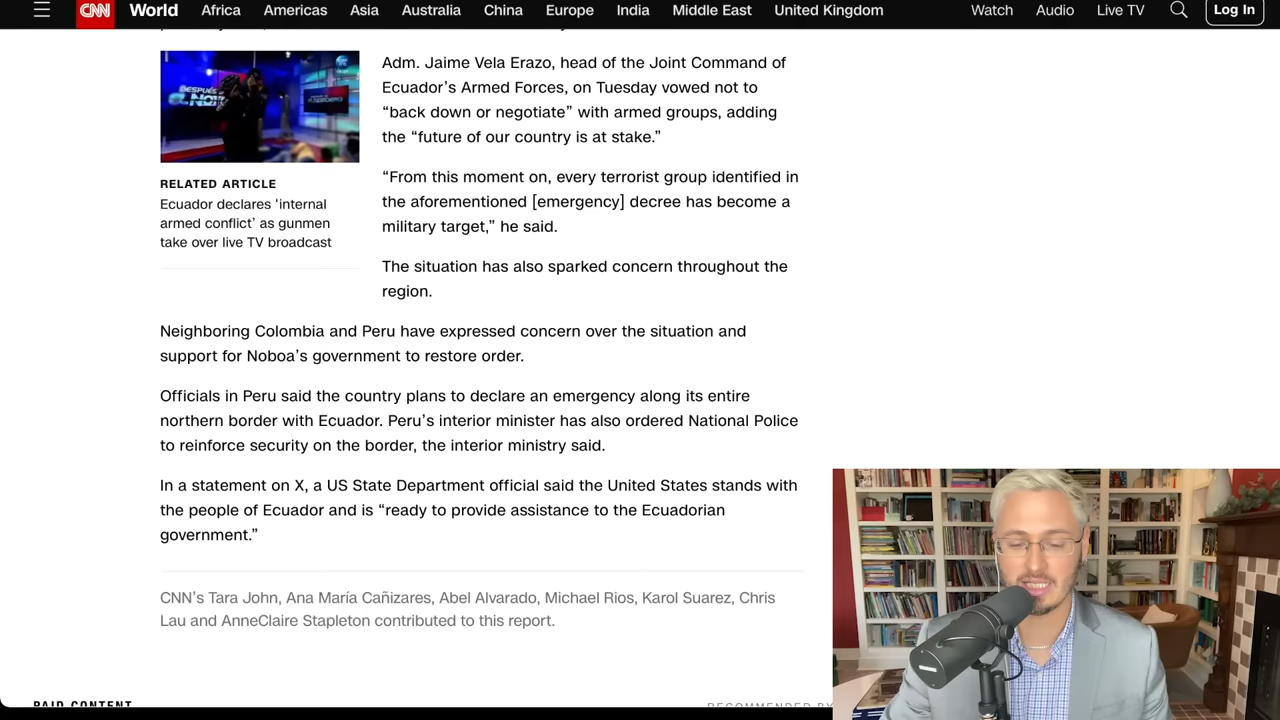 CNN World Africa Americas Asia Australia China Europe India Middle East United Kingdom Watch Audio Live TV Log In
Adm. Jaime Vela Erazo, head of the Joint Command of
Ecuador’s Armed Forces, on Tuesday vowed not to
“back down or negotiate” with armed groups, adding
the “future of our country is at stake.”
RELATED ARTICLE
Ecuador declares ‘internal
armed conflict’ as gunmen
take over live TV broadcast
“From this moment on, every terrorist group identified in
the aforementioned [emergency] decree has become a
military target,” he said.
The situation has also sparked concern throughout the
region.
Neighboring Colombia and Peru have expressed concern over the situation and
support for Noboa’s government to restore order.
Officials in Peru said the country plans to declare an emergency along its entire
northern border with Ecuador. Peru’s interior minister has also ordered National Police
to reinforce security on the border, the interior ministry said.
In a statement on X, a US State Department official said the United States stands with
the people of Ecuador and is “ready to provide assistance to the Ecuadorian
government.”
CNN’s Tara John, Ana María Cañizares, Abel Alvarado, Michael Rios, Karol Suarez, Chris
Lau and AnneClaire Stapleton contributed to this report.
PAID CONTENT
RECOMMENDED BY